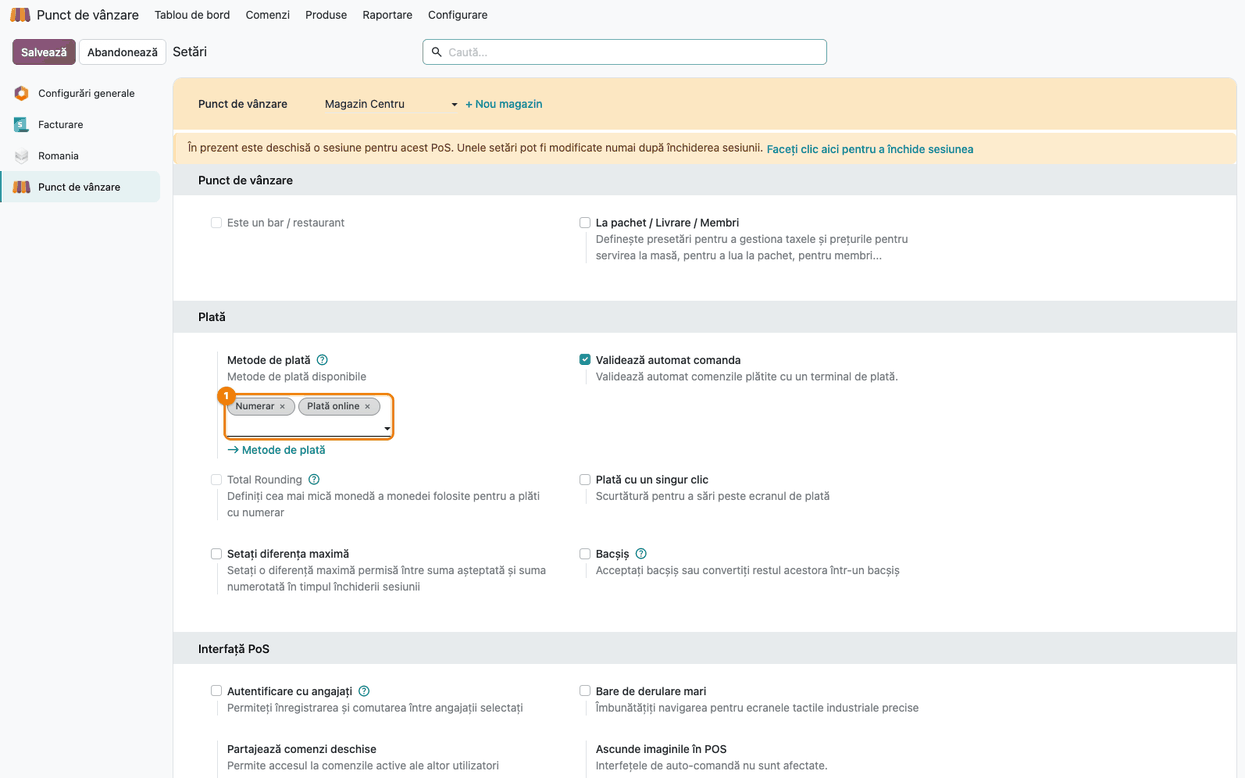 Punct de vânzare Tablou de bord Comenzi Produse Raportare Configurare
Salvează Abandonează Setări Caută...
Configurări generale
Facturare
Romania
Punct de vânzare
Punct de vânzare Magazin Centru + Nou magazin
În prezent este deschisă o sesiune pentru acest PoS. Unele setări pot fi modificate numai după închiderea sesiunii. Faceți clic aici pentru a închide sesiunea
Punct de vânzare
Este un bar / restaurant
La pachet / Livrare / Membri
Definește presetări pentru a gestiona taxele și prețurile pentru
servirea la masă, pentru a lua la pachet, pentru membri...
Plată
Metode de plată
Metode de plată disponibile
1
Numerar × Plată online ×
→ Metode de plată
Validează automat comanda
Validează automat comenzile plătite cu un terminal de plată.
Total Rounding
Definiți cea mai mică monedă a monedei folosite pentru a plăti
cu numerar
Plată cu un singur clic
Scurtătură pentru a sări peste ecranul de plată
Setați diferența maximă
Setați o diferență maximă permisă între suma așteptată și suma
numerotată în timpul închiderii sesiunii
Bacșiș
Acceptați bacșiș sau convertiți restul acestora într-un bacșiș
Interfață PoS
Autentificare cu angajați
Permiteți înregistrarea și comutarea între angajații selectați
Bare de derulare mari
Îmbunătățiți navigarea pentru ecranele tactile industriale precise
Partajează comenzi deschise
Permite accesul la comenzile active ale altor utilizatori
Ascunde imaginile în POS
Interfețele de auto-comandă nu sunt afectate.